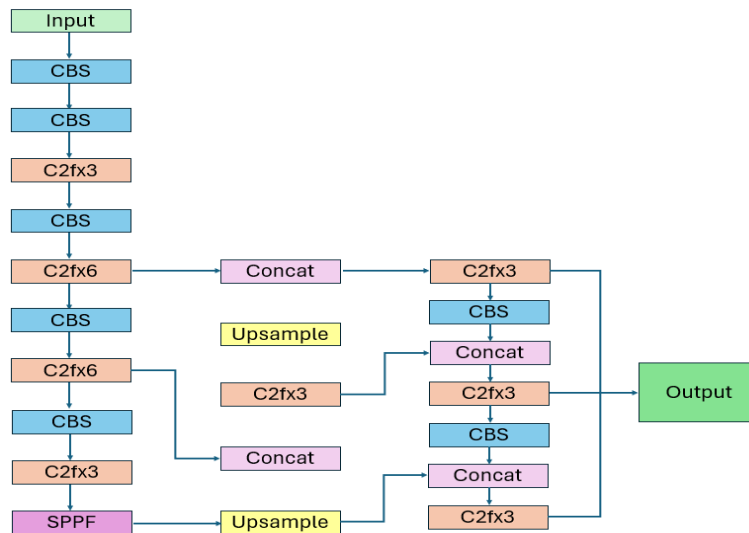 Input
CBS
CBS
C2fx3
CBS
C2fx6
CBS
C2fx6
CBS
C2fx3
SPPF
Concat
Upsample
C2fx3
Concat
Upsample
C2fx3
CBS
Concat
C2fx3
CBS
Concat
C2fx3
Output